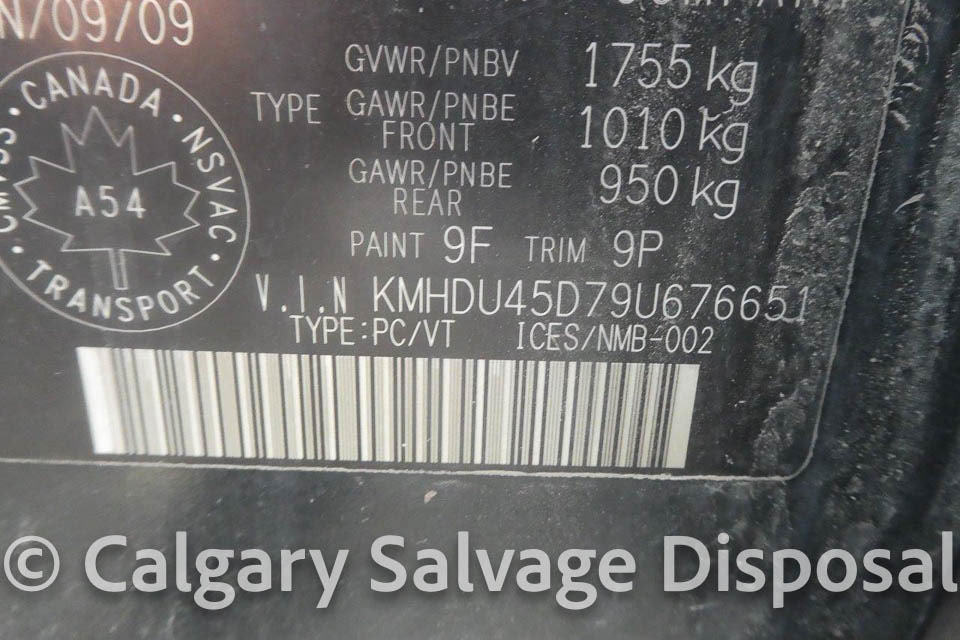 N/09/09
GVWR/PNBV 1755 kg
TYPE GAWR/PNBE FRONT 1010 kg
GAWR/PNBE REAR 950 kg
PAINT 9F TRIM 9P
V.I.N KMHDU45D79U676651
TYPE:PC/VT ICES/NMB-002
CANADA · NSVAC · TRANSPORT · CMVSS
A54
© Calgary Salvage Disposal